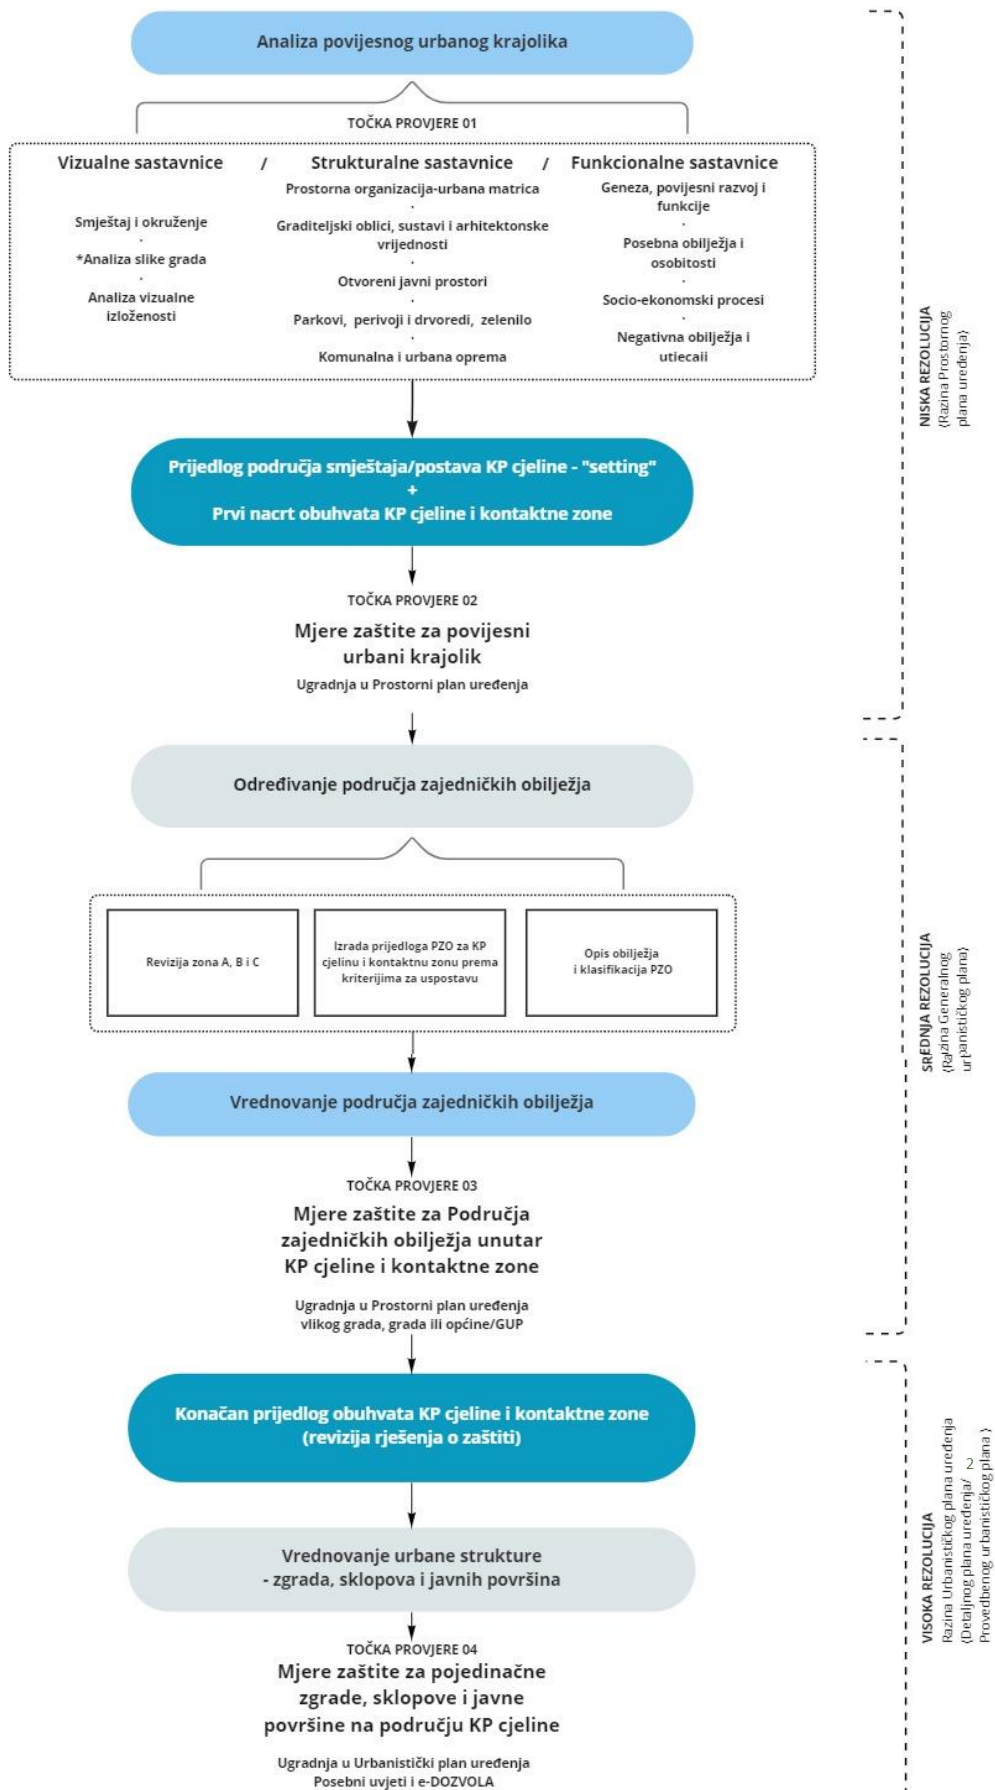 Analiza povijesnog urbanog krajolika
TOČKA PROVJERE 01
Vizualne sastavnice / Strukturalne sastavnice / Funkcionalne sastavnice
Smještaj i okruženje
·
*Analiza slike grada
·
Analiza vizualne
izloženosti
Prostorna organizacija-urbana matrica
·
Graditeljski oblici, sustavi i arhitektonske
vrijednosti
·
Otvoreni javni prostori
·
Parkovi, perivoji i drvoredi, zelenilo
·
Komunalna i urbana oprema
Geneza, povijesni razvoj i
funkcije
·
Posebna obilježja i
osobitosti
·
Socio-ekonomski procesi
·
Negativna obilježja i
utiecaii
Prijedlog područja smještaja/postava KP cjeline - "setting"
+
Prvi nacrt obuhvata KP cjeline i kontaktne zone
TOČKA PROVJERE 02
Mjere zaštite za povijesni
urbani krajolik
Ugradnja u Prostorni plan uređenja
NISKA REZOLUCIJA
(Razina Prostornog
plana uređenja)
Određivanje područja zajedničkih obilježja
Revizija zona A, B i C
Izrada prijedloga PZO za KP
cjelinu i kontaktnu zonu prema
kriterijima za uspostavu
Opis obilježja
i klasifikacija PZO
Vrednovanje područja zajedničkih obilježja
TOČKA PROVJERE 03
Mjere zaštite za Područja
zajedničkih obilježja unutar
KP cjeline i kontaktne zone
Ugradnja u Prostorni plan uređenja
vlikog grada, grada ili općine/GUP
SREDNJA REZOLUCIJA
(Razina Generalnog
urbanističkog plana)
Konačan prijedlog obuhvata KP cjeline i kontaktne zone
(revizija rješenja o zaštiti)
Vrednovanje urbane strukture
- zgrada, sklopova i javnih površina
TOČKA PROVJERE 04
Mjere zaštite za pojedinačne
zgrade, sklopove i javne
površine na području KP cjeline
Ugradnja u Urbanistički plan uređenja
Posebni uvjeti i e-DOZVOLA
VISOKA REZOLUCIJA
Razina Urbanističkog plana uređenja
(Detaljnog plana uređenja/ 2
Provedbenog urbanističkog plana )